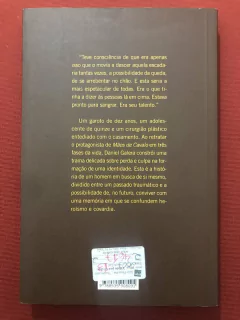 "Teve consciência de que era apenas
isso que o movia a descer aquela escada-
ria tantas vezes, a possibilidade da queda,
de se arrebentar no chão. E esta seria a
mais espetacular de todas. Era o que ti-
nha a dizer às pessoas lá em cima. Estava
pronto para sangrar. Era seu talento."
Um garoto de dez anos, um adoles-
cente de quinze e um cirurgião plástico
entediado com o casamento. Ao retratar
o protagonista de Mãos de Cavalo em três
fases da vida, Daniel Galera constrói uma
trama delicada sobre perda e culpa na for-
mação de uma identidade. Esta é a história
de um homem em busca de si mesmo,
dividido entre um passado traumático e a
possibilidade de, no futuro, conviver com
uma memória em que se confundem he-
roísmo e covardia.